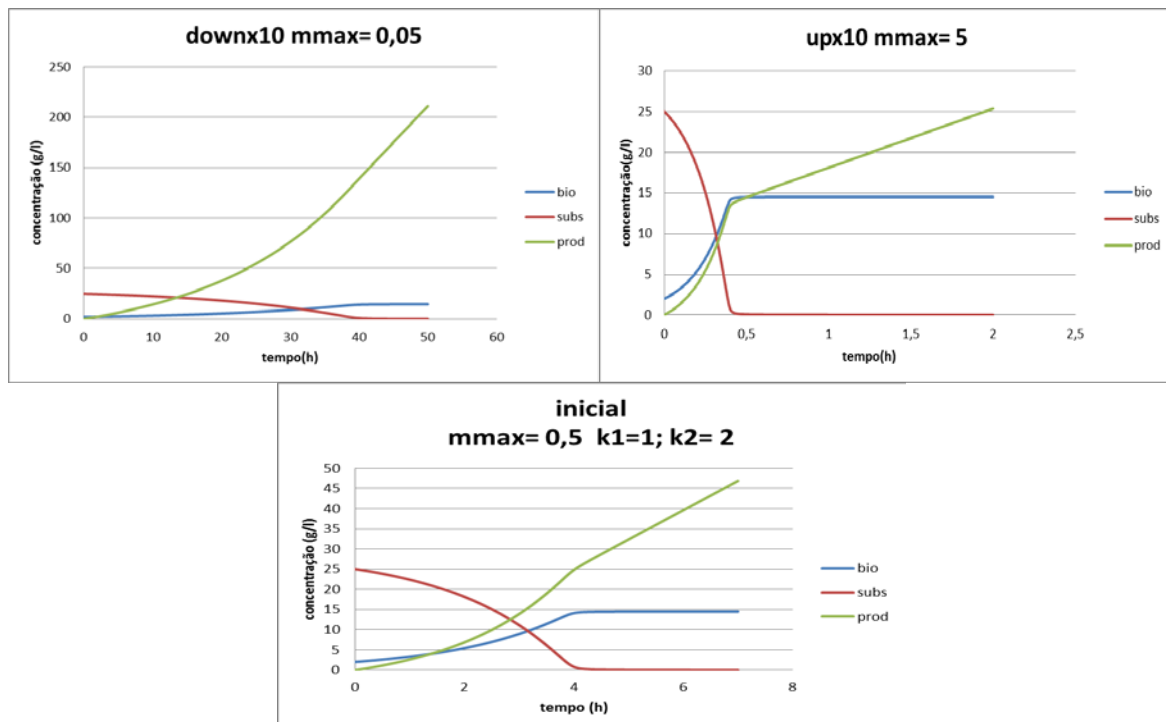 downx10 mmax= 0,05
250
200
150
100
50
0
concentração (g/l)
0 10 20 30 40 50 60
tempo(h)
bio
subs
prod
upx10 mmax= 5
30
25
20
15
10
5
0
concentração(g/l)
0 0,5 1 1,5 2 2,5
tempo(h)
bio
subs
prod
inicial
mmax= 0,5 k1=1; k2= 2
50
45
40
35
30
25
20
15
10
5
0
concentração (g/l)
0 2 4 6 8
tempo (h)
bio
subs
prod